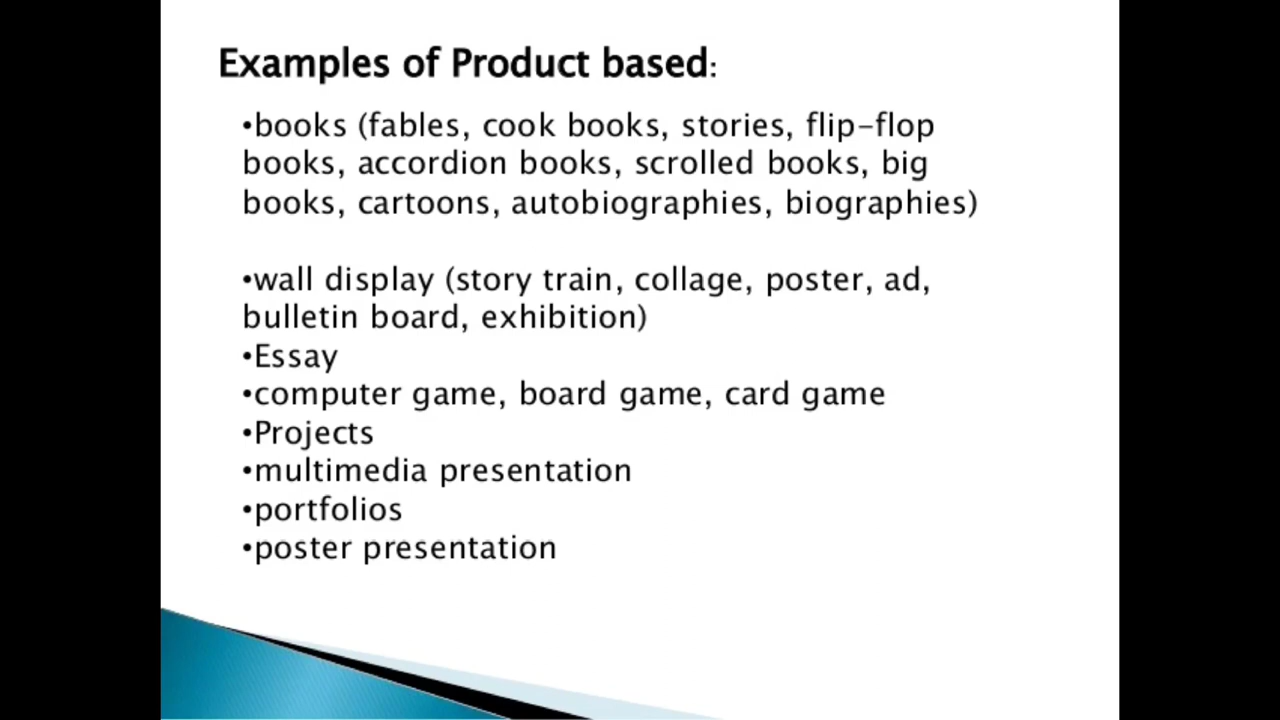 Examples of Product based:
•books (fables, cook books, stories, flip-flop
books, accordion books, scrolled books, big
books, cartoons, autobiographies, biographies)
•wall display (story train, collage, poster, ad,
bulletin board, exhibition)
•Essay
•computer game, board game, card game
•Projects
•multimedia presentation
•portfolios
•poster presentation